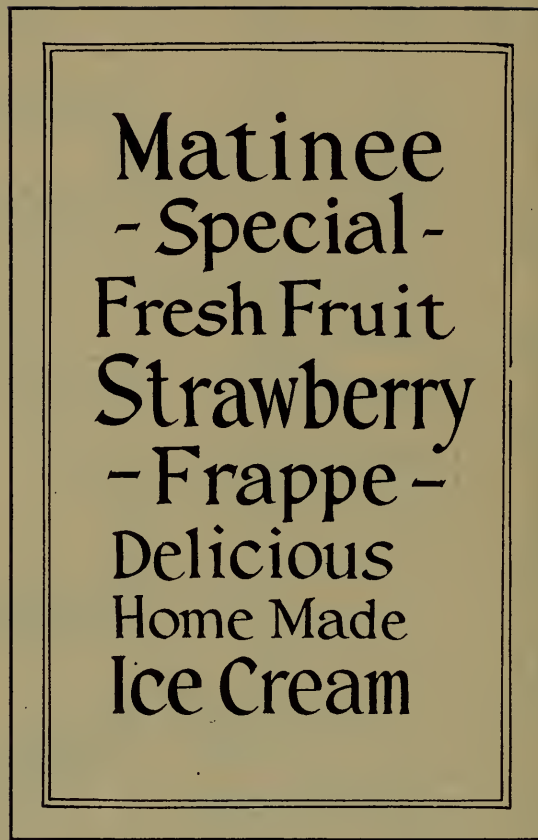 Matinee
- Special -
Fresh Fruit
Strawberry
- Frappe -
Delicious
Home Made
Ice Cream